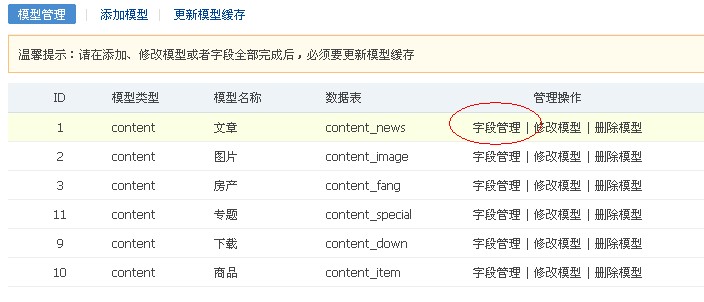 模型管理 | 添加模型 | 更新模型缓存
温馨提示：请在添加、修改模型或者字段全部完成后，必须要更新模型缓存
ID 模型类型 模型名称 数据表 管理操作
1 content 文章 content_news 字段管理 | 修改模型 | 删除模型
2 content 图片 content_image 字段管理 | 修改模型 | 删除模型
3 content 房产 content_fang 字段管理 | 修改模型 | 删除模型
11 content 专题 content_special 字段管理 | 修改模型 | 删除模型
9 content 下载 content_down 字段管理 | 修改模型 | 删除模型
10 content 商品 content_item 字段管理 | 修改模型 | 删除模型